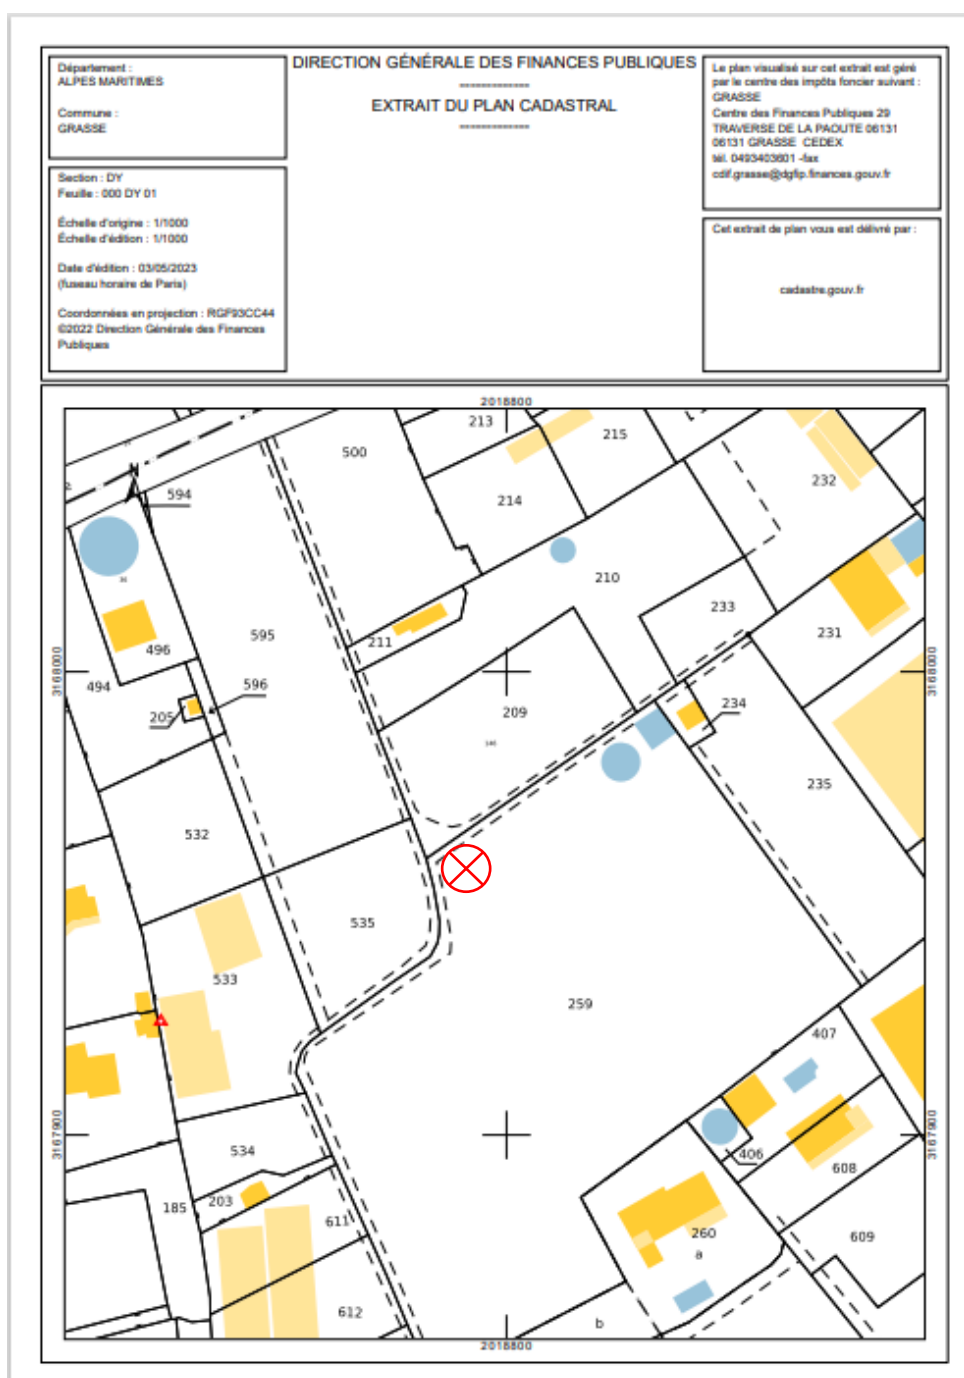 Département :
ALPES MARITIMES
Commune :
GRASSE
Section : DY
Feuille : 000 DY 01
Échelle d'origine : 1/1000
Échelle d'édition : 1/1000
Date d'édition : 03/05/2023
(fuseau horaire de Paris)
Coordonnées en projection : RGF93CC44
©2022 Direction Générale des Finances
Publiques
DIRECTION GÉNÉRALE DES FINANCES PUBLIQUES
-------------
EXTRAIT DU PLAN CADASTRAL
-------------
Le plan visualisé sur cet extrait est géré
par le centre des impôts foncier suivant :
GRASSE
Centre des Finances Publiques 29
TRAVERSE DE LA PAOUTE 06131
06131 GRASSE CEDEX
tél. 0493403601 -fax
cdif.grasse@dgfip.finances.gouv.fr
Cet extrait de plan vous est délivré par :
cadastre.gouv.fr
2018800
213
215
500
232
N
594
214
210
233
595
211
231
496
3168000
3168000
494
596
205
209
234
146
235
532
535
533
259
407
3167900
3167900
534
406
608
185
203
611
260
609
a
612
b
2018800